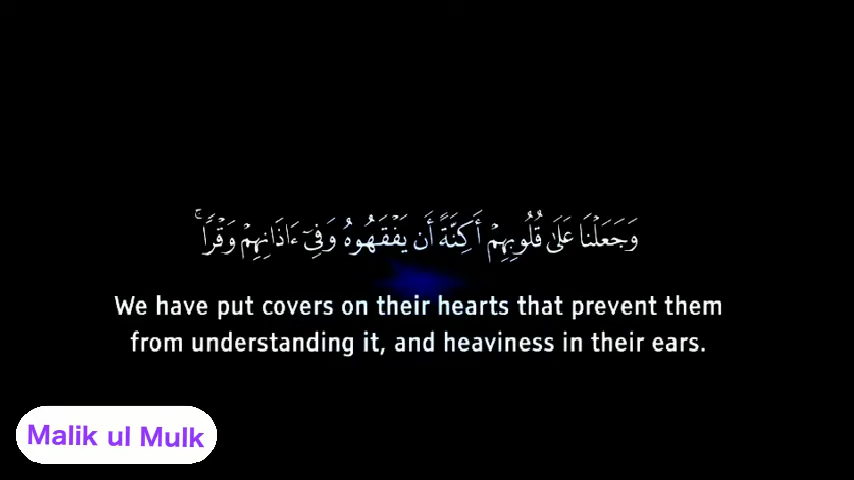 وَجَعَلْنَا عَلَىٰ قُلُوبِهِمْ أَكِنَّةً أَن يَفْقَهُوهُ وَفِىٓ ءَاذَانِهِمْ وَقْرًا ۚ
We have put covers on their hearts that prevent them
from understanding it, and heaviness in their ears.
Malik ul Mulk